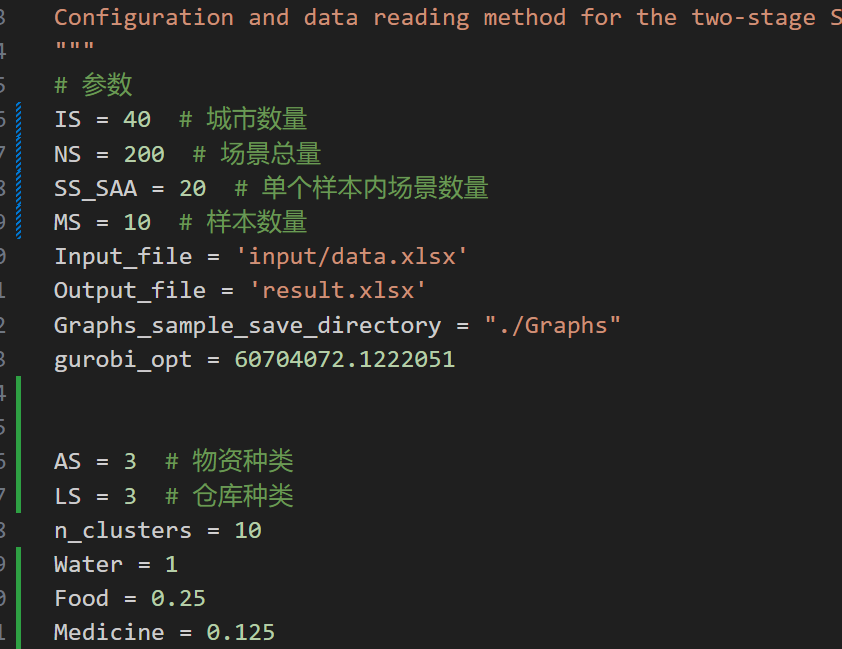 Configuration and data reading method for the two-stage S
"""
# 参数
IS = 40  # 城市数量
NS = 200  # 场景总量
SS_SAA = 20  # 单个样本内场景数量
MS = 10  # 样本数量
Input_file = 'input/data.xlsx'
Output_file = 'result.xlsx'
Graphs_sample_save_directory = "./Graphs"
gurobi_opt = 60704072.1222051
AS = 3  # 物资种类
LS = 3  # 仓库种类
n_clusters = 10
Water = 1
Food = 0.25
Medicine = 0.125